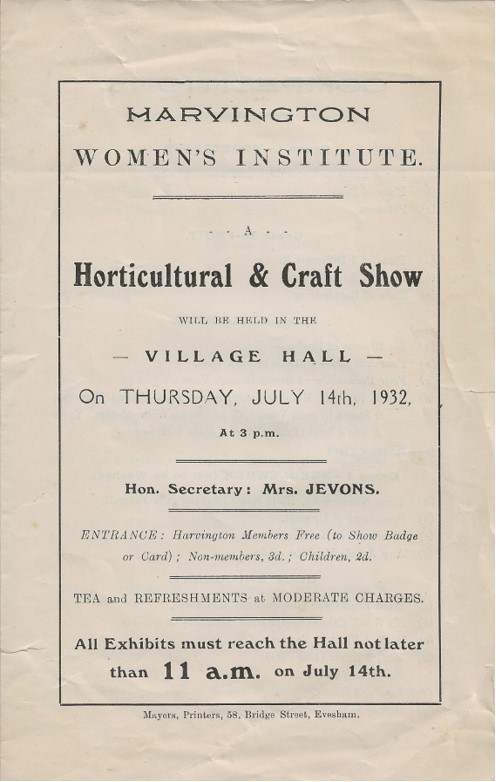 HARVINGTON
WOMEN'S INSTITUTE.
- - A - -
Horticultural & Craft Show
WILL BE HELD IN THE
— VILLAGE HALL —
On THURSDAY, JULY 14th, 1932,
At 3 p.m.
Hon. Secretary: Mrs. JEVONS.
ENTRANCE: Harvington Members Free (to Show Badge
or Card); Non-members, 3d.; Children, 2d.
TEA and REFRESHMENTS at MODERATE CHARGES.
All Exhibits must reach the Hall not later
than 11 a.m. on July 14th.
Mayers, Printers, 58, Bridge Street, Evesham.